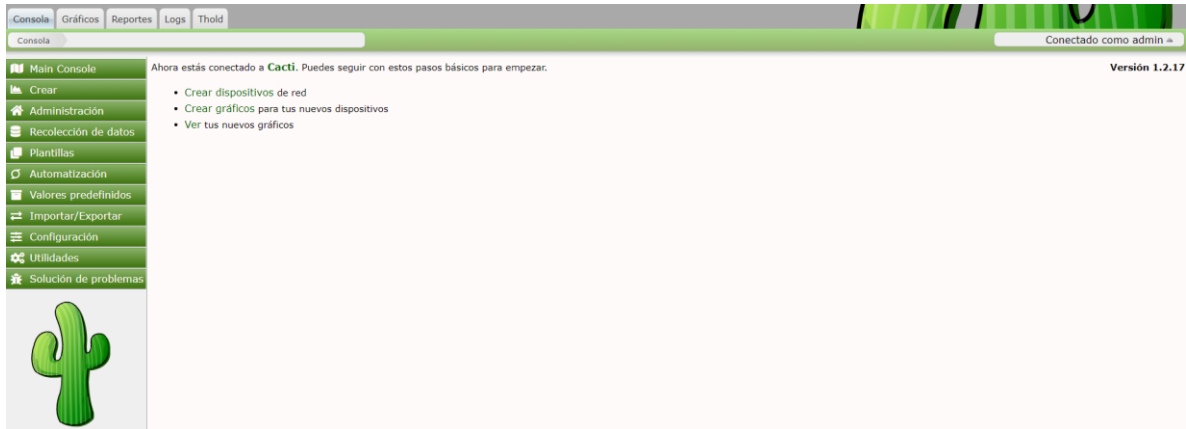 Consola Gráficos Reportes Logs Thold
Consola Conectado como admin
Main Console
Crear
Administración
Recolección de datos
Plantillas
Automatización
Valores predefinidos
Importar/Exportar
Configuración
Utilidades
Solución de problemas
Ahora estás conectado a Cacti. Puedes seguir con estos pasos básicos para empezar. Versión 1.2.17
• Crear dispositivos de red
• Crear gráficos para tus nuevos dispositivos
• Ver tus nuevos gráficos